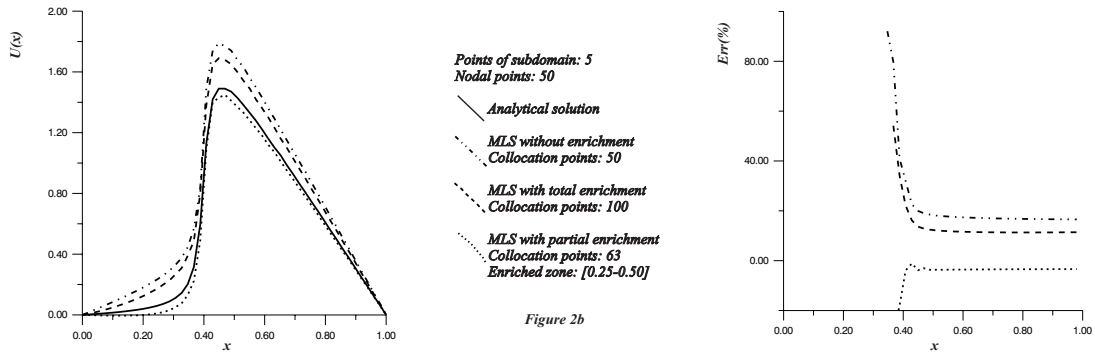 U(x)
2.00
1.60
1.20
0.80
0.40
0.00
0.00 0.20 0.40 0.60 0.80 1.00
x
Points of subdomain: 5
Nodal points: 50
Analytical solution
MLS without enrichment
Collocation points: 50
MLS with total enrichment
Collocation points: 100
MLS with partial enrichment
Collocation points: 63
Enriched zone: [0.25-0.50]
Figure 2b
Err(%)
80.00
40.00
0.00
0.00 0.20 0.40 0.60 0.80 1.00
x